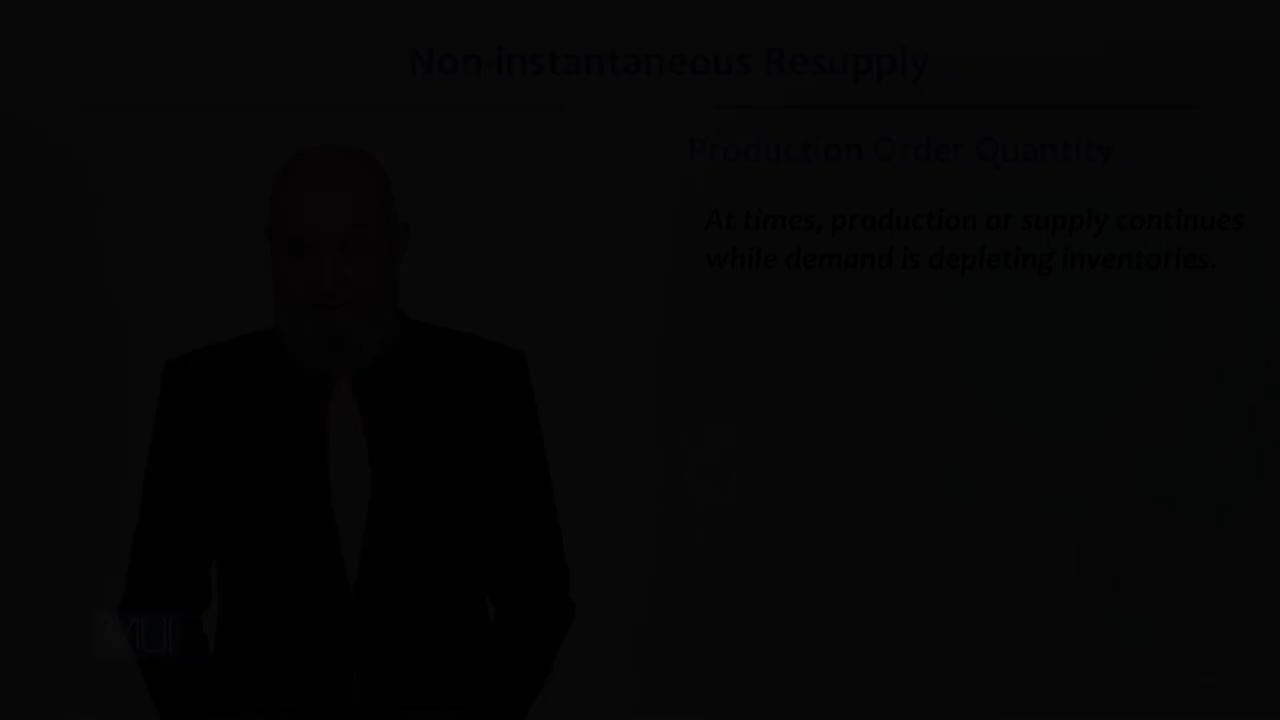 Non-instantaneous Resupply
Production Order Quantity
At times, production or supply continues
while demand is depleting inventories.